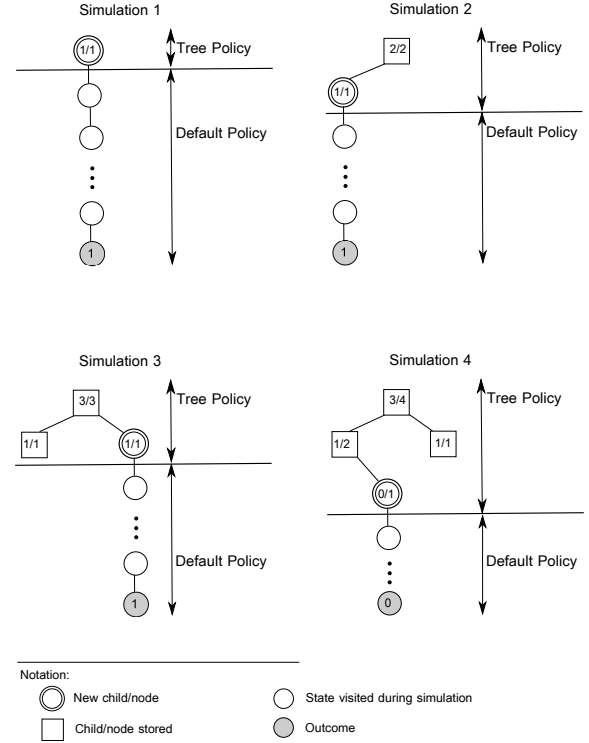 Simulation 1
1/1
Tree Policy
Default Policy
1
Simulation 2
2/2
Tree Policy
1/1
Default Policy
1
Simulation 3
3/3
Tree Policy
1/1
1/1
Default Policy
1
Simulation 4
3/4
Tree Policy
1/2
1/1
0/1
Default Policy
0
Notation:
New child/node
State visited during simulation
Child/node stored
Outcome